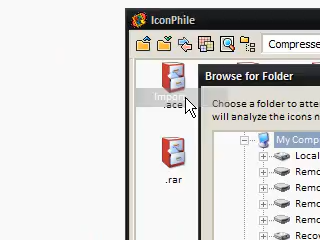 IconPhile
Compresse
Browse for Folder
Impor
.ace
Choose a folder to atte
will analyze the icons n
My Comp
Local
Remo
.rar
Remo
Remo
Remo
Recov